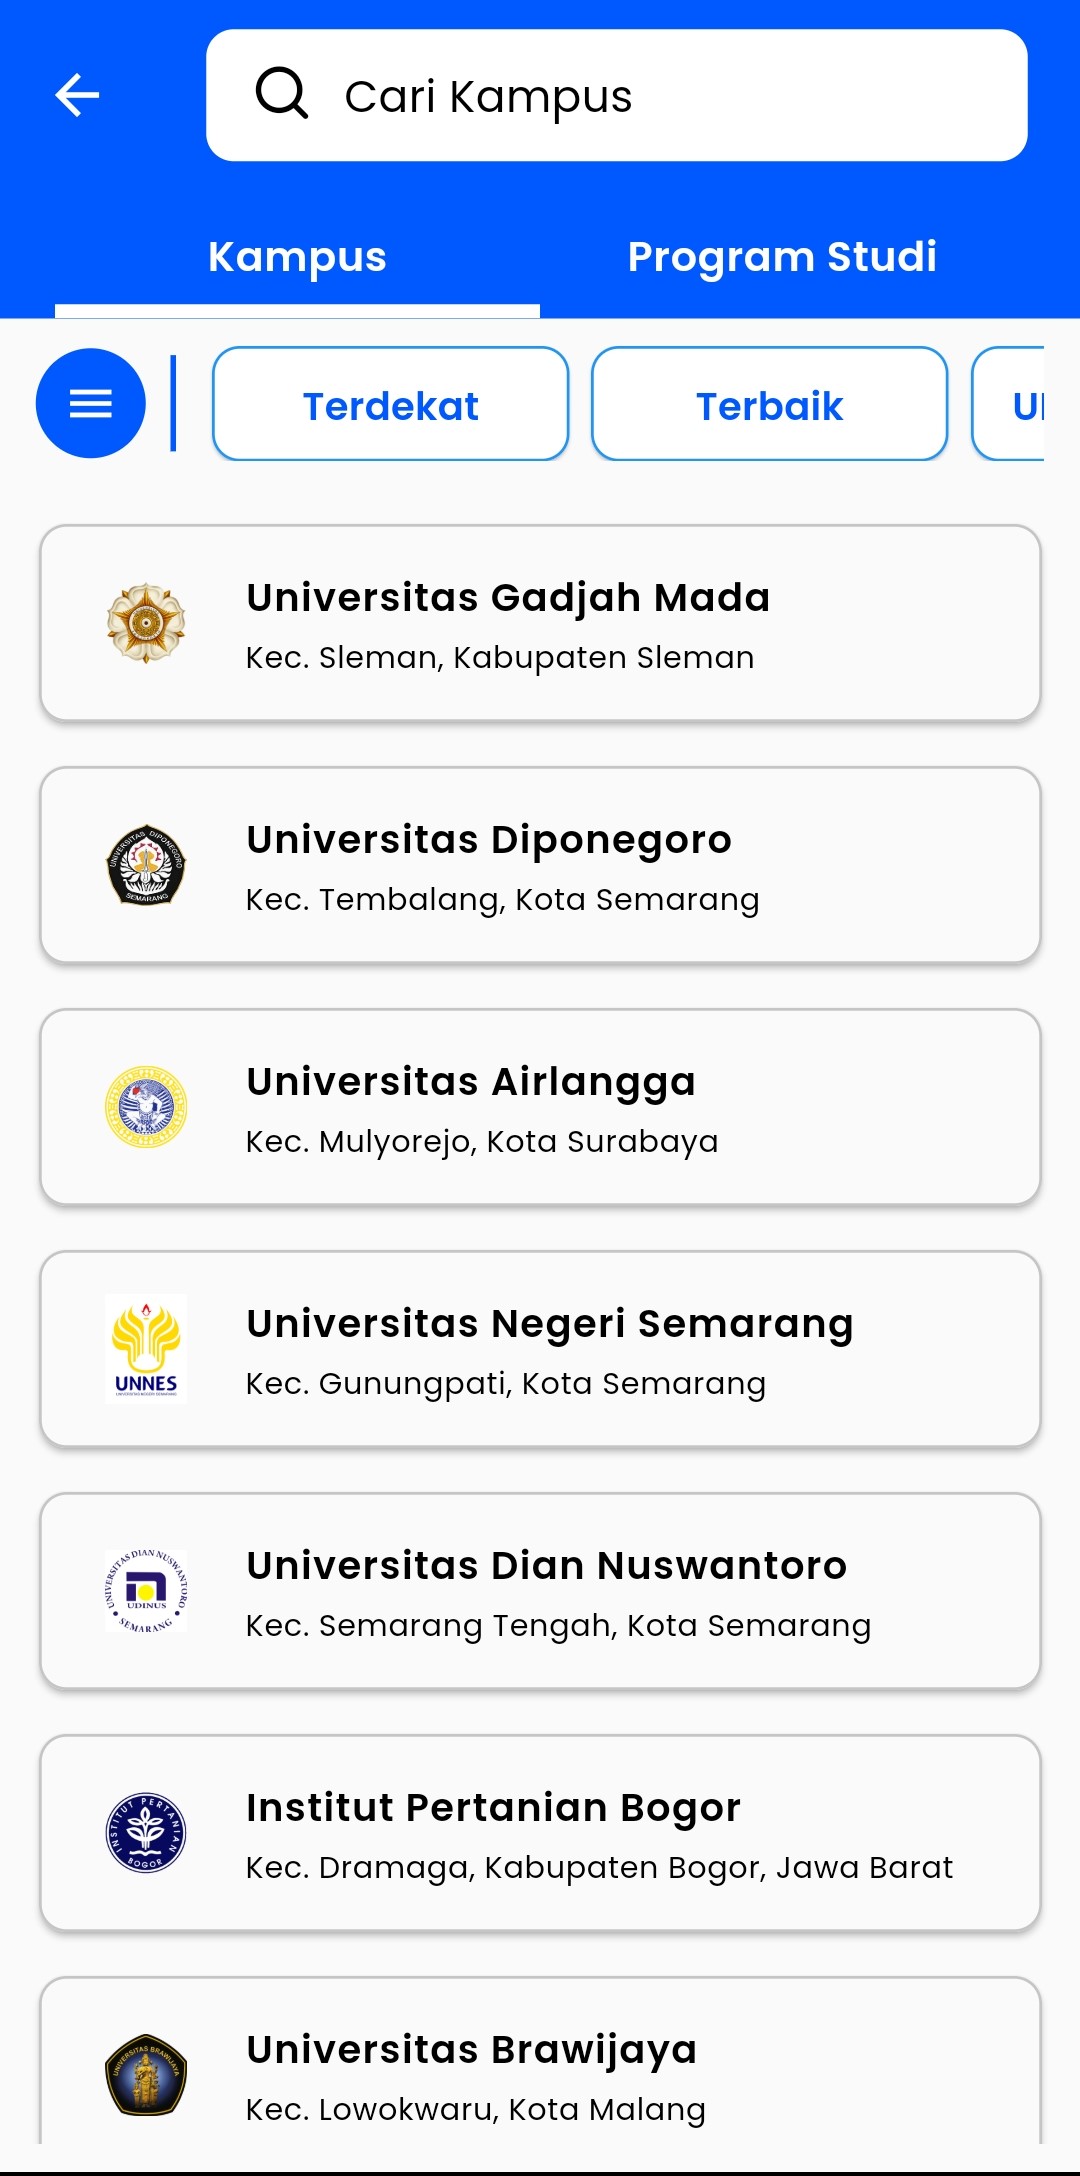 Cari Kampus
Kampus
Program Studi
Terdekat
Terbaik
Universitas Gadjah Mada
Kec. Sleman, Kabupaten Sleman
UNIVERSITAS DIPONEGORO
SEMARANG
Universitas Diponegoro
Kec. Tembalang, Kota Semarang
Universitas Airlangga
Kec. Mulyorejo, Kota Surabaya
UNNES
UNIVERSITAS NEGERI SEMARANG
Universitas Negeri Semarang
Kec. Gunungpati, Kota Semarang
UNIVERSITAS DIAN NUSWANTORO
UDINUS
SEMARANG
Universitas Dian Nuswantoro
Kec. Semarang Tengah, Kota Semarang
INSTITUT PERTANIAN
BOGOR
Institut Pertanian Bogor
Kec. Dramaga, Kabupaten Bogor, Jawa Barat
UNIVERSITAS BRAWIJAYA
Universitas Brawijaya
Kec. Lowokwaru, Kota Malang